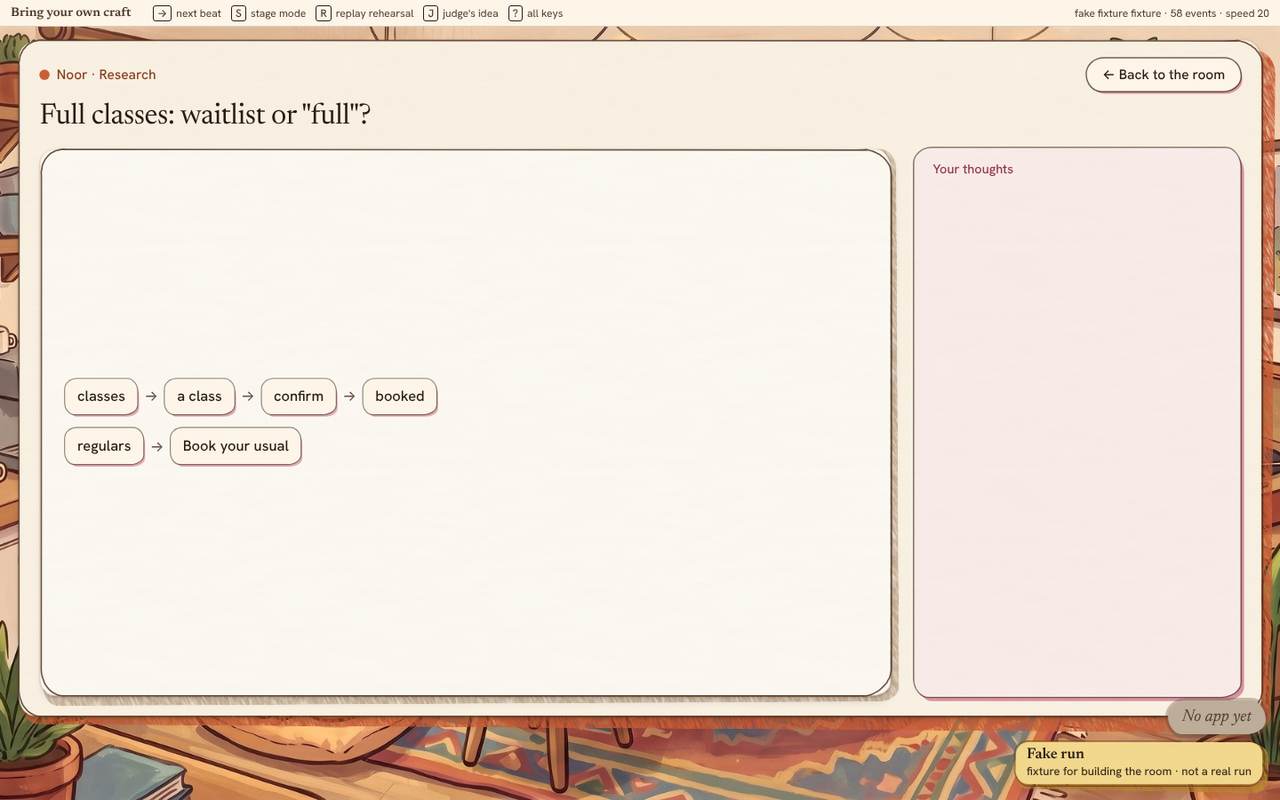 Bring your own craft → next beat S stage mode R replay rehearsal J judge's idea ? all keys fake fixture fixture · 58 events · speed 20
Noor · Research
← Back to the room
Full classes: waitlist or "full"?
Your thoughts
classes → a class → confirm → booked
regulars → Book your usual
No app yet
Fake run
fixture for building the room · not a real run